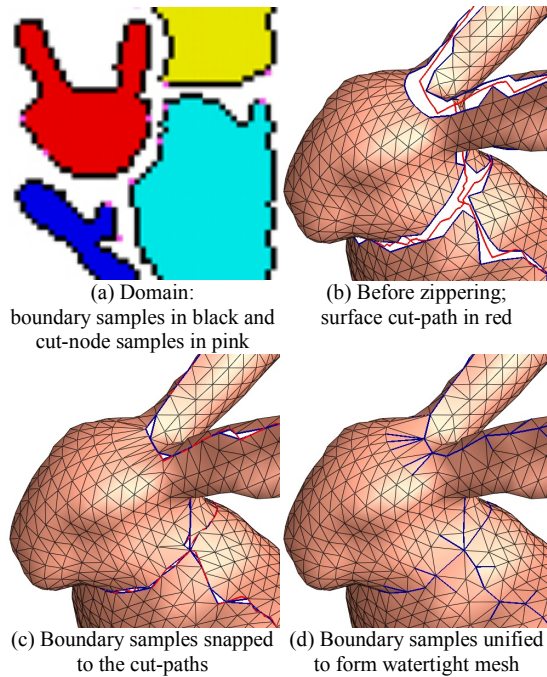 (a) Domain:
boundary samples in black and
cut-node samples in pink
(b) Before zippering;
surface cut-path in red
(c) Boundary samples snapped
to the cut-paths
(d) Boundary samples unified
to form watertight mesh